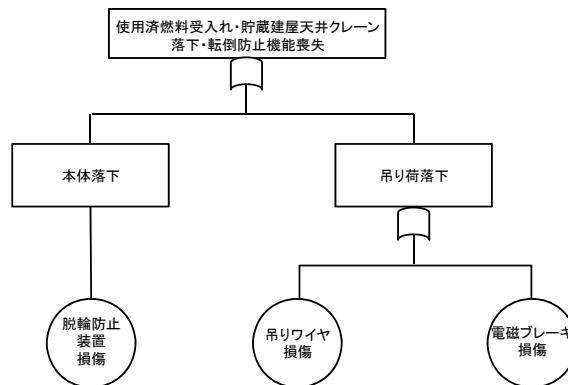 使用済燃料受入れ・貯蔵建屋天井クレーン
落下・転倒防止機能喪失
本体落下
吊り荷落下
脱輪防止
装置
損傷
吊りワイヤ
損傷
電磁ブレーキ
損傷